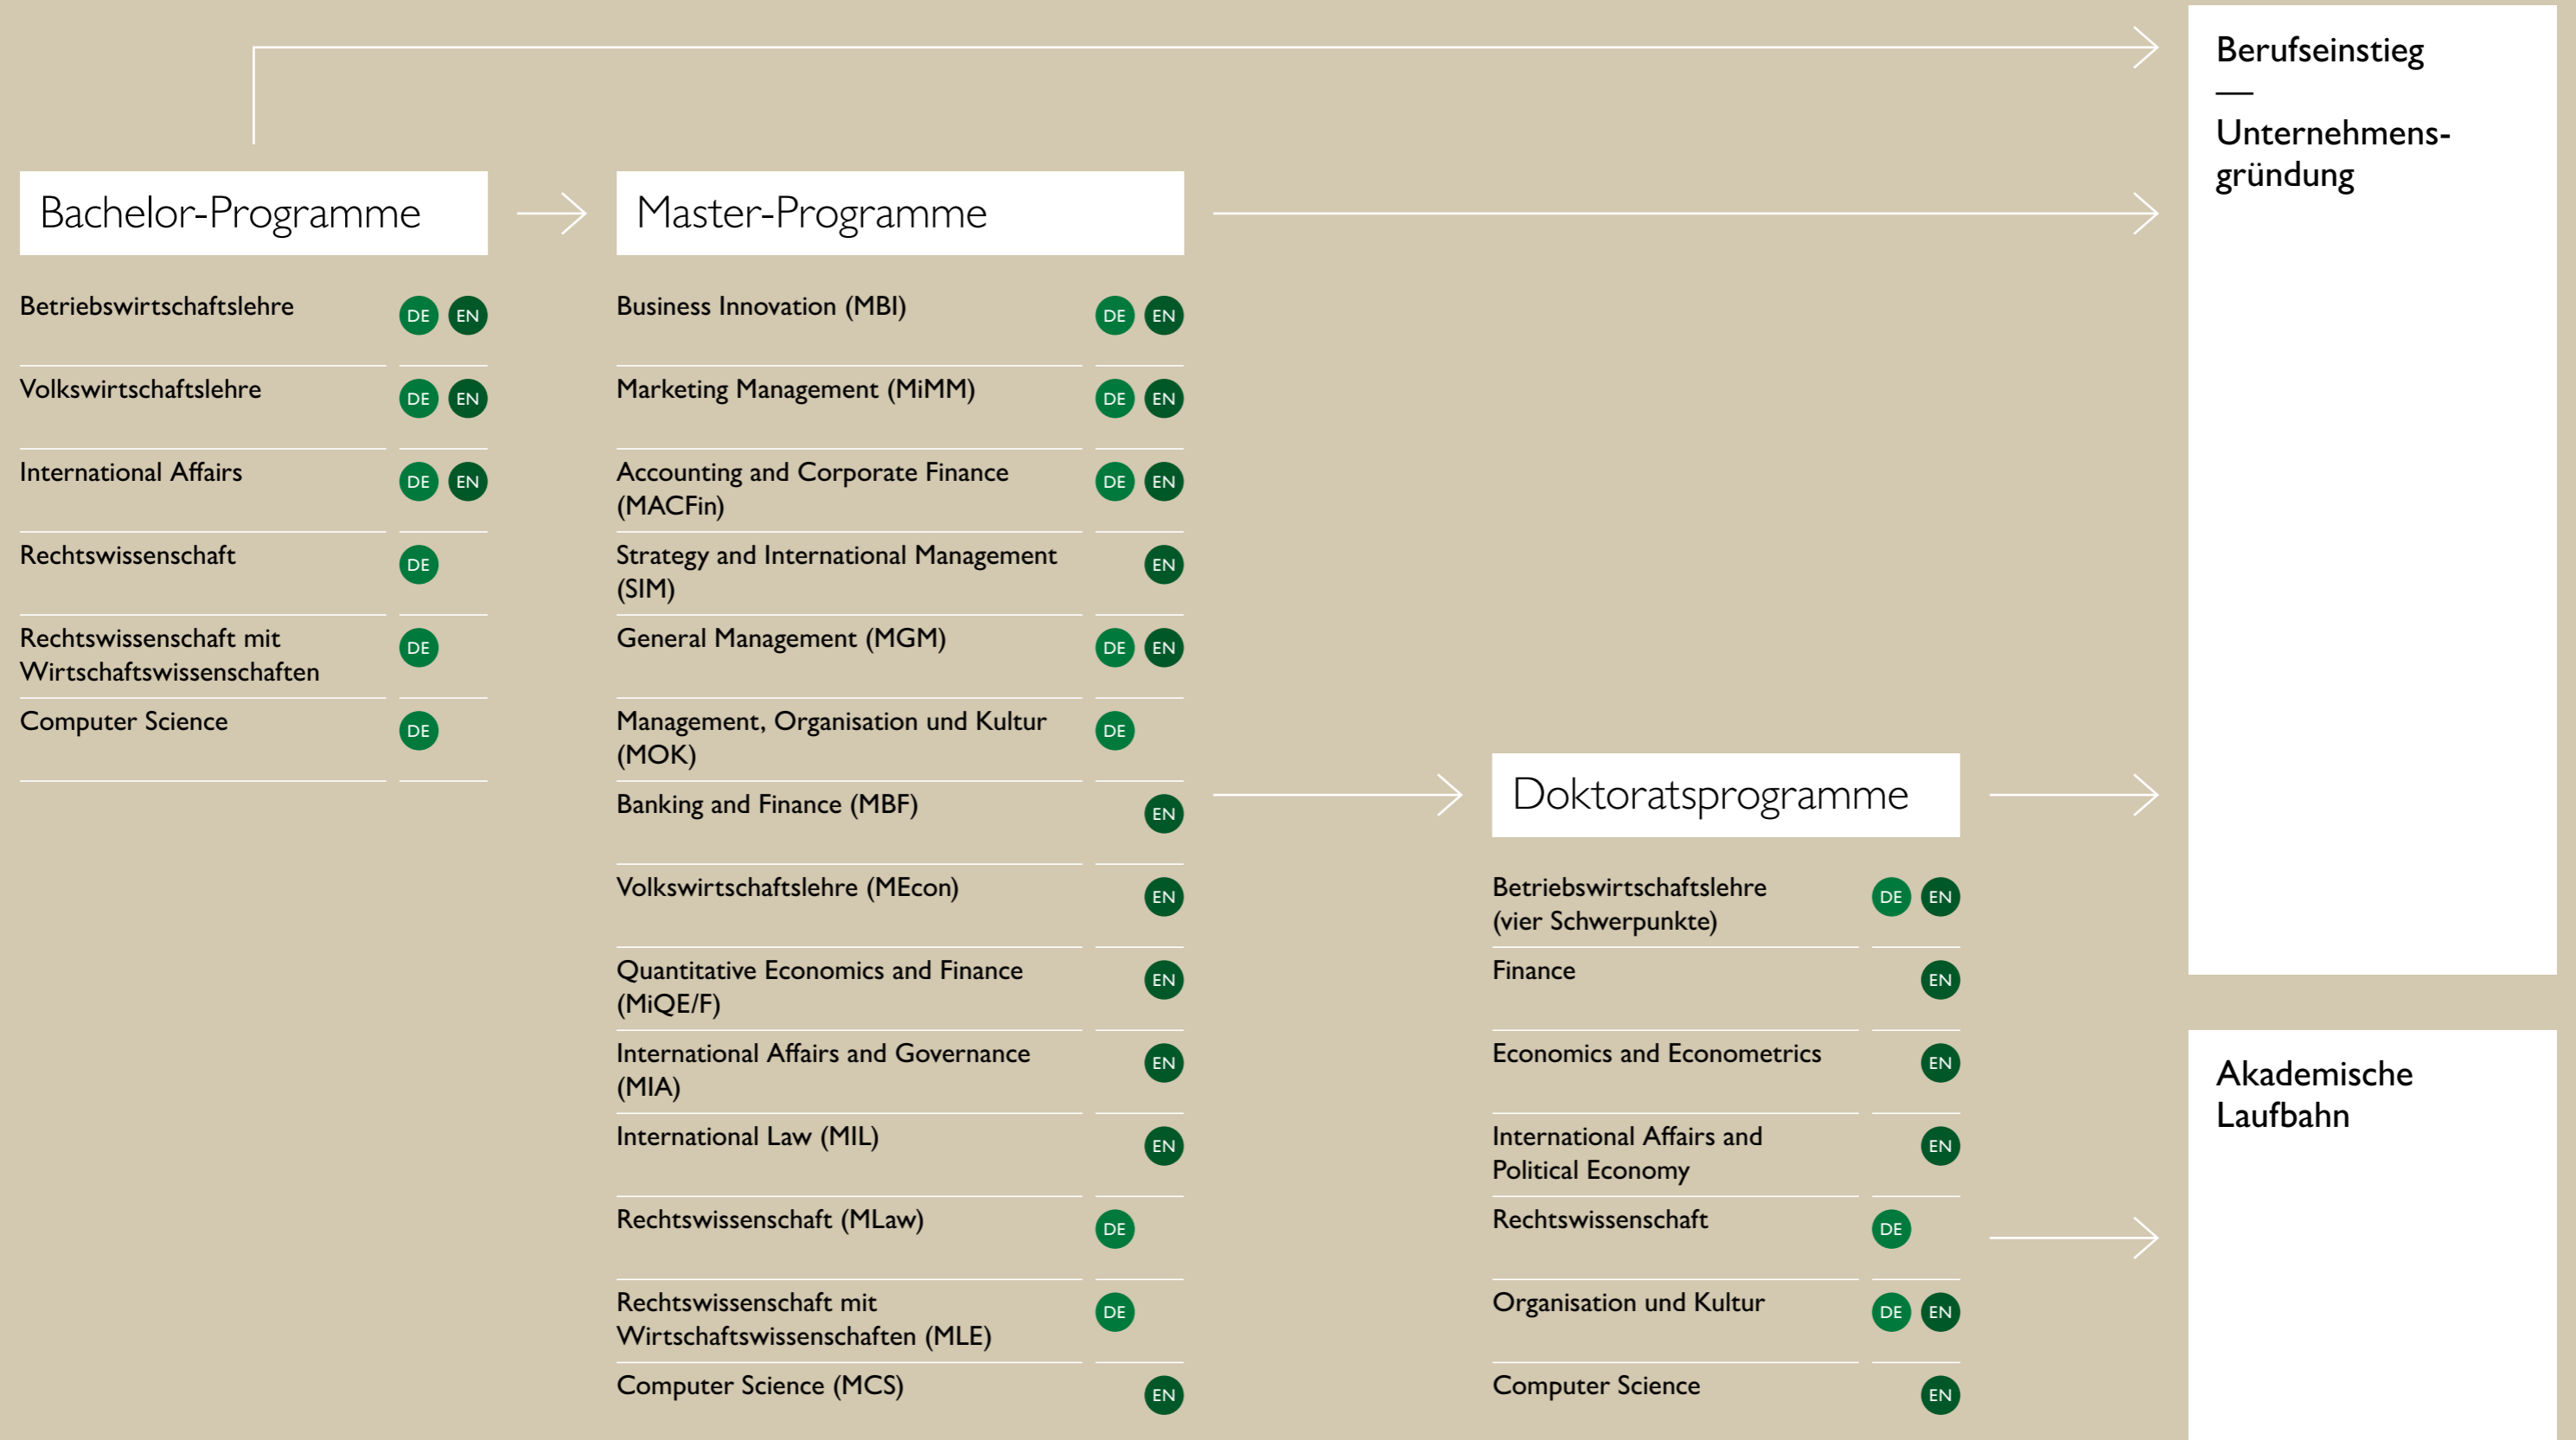 Berufseinstieg
—
Unternehmens-
gründung
Bachelor-Programme
Betriebswirtschaftslehre DE EN
Volkswirtschaftslehre DE EN
International Affairs DE EN
Rechtswissenschaft DE
Rechtswissenschaft mit DE
Wirtschaftswissenschaften
Computer Science DE
Master-Programme
Business Innovation (MBI) DE EN
Marketing Management (MiMM) DE EN
Accounting and Corporate Finance DE EN
(MACFin)
Strategy and International Management EN
(SIM)
General Management (MGM) DE EN
Management, Organisation und Kultur DE
(MOK)
Banking and Finance (MBF) EN
Volkswirtschaftslehre (MEcon) EN
Quantitative Economics and Finance EN
(MiQE/F)
International Affairs and Governance EN
(MIA)
International Law (MIL) EN
Rechtswissenschaft (MLaw) DE
Rechtswissenschaft mit DE
Wirtschaftswissenschaften (MLE)
Computer Science (MCS) EN
Doktoratsprogramme
Betriebswirtschaftslehre DE EN
(vier Schwerpunkte)
Finance EN
Economics and Econometrics EN
International Affairs and EN
Political Economy
Rechtswissenschaft DE
Organisation und Kultur DE EN
Computer Science EN
Akademische
Laufbahn